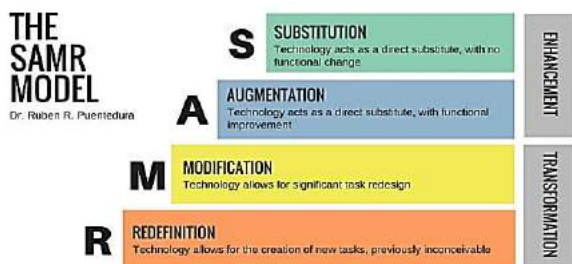 THE
SAMR
MODEL
Dr. Ruben R. Puentedura
S
SUBSTITUTION
Technology acts as a direct substitute, with no
functional change
A
AUGMENTATION
Technology acts as a direct substitute, with functional
improvement
ENHANCEMENT
M
MODIFICATION
Technology allows for significant task redesign
R
REDEFINITION
Technology allows for the creation of new tasks, previously inconceivable
TRANSFORMATION